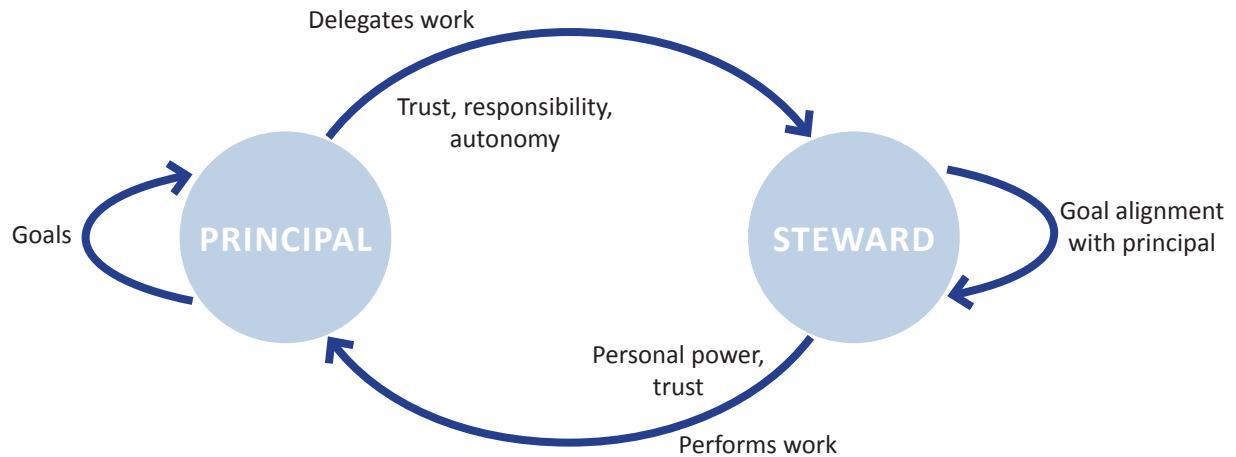 Delegates work
Trust, responsibility,
autonomy
Goals
PRINCIPAL
STEWARD
Goal alignment
with principal
Personal power,
trust
Performs work